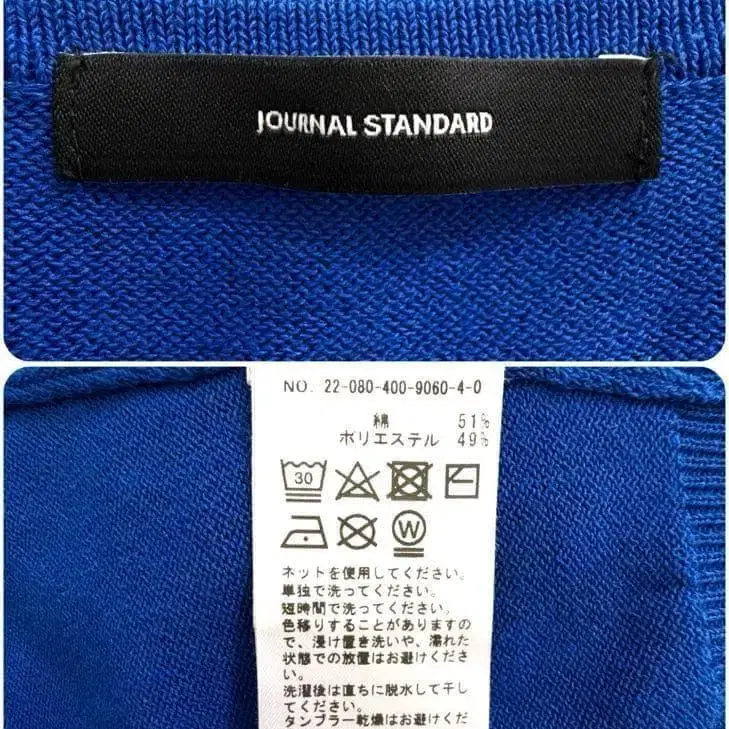 JOURNAL STANDARD
NO. 22-080-400-9060-4-0
綿 51%
ポリエステル 49%
30
W
ネットを使用してください。
単独で洗ってください。
短時間で洗ってください。
色移りすることがありますの
で、浸け置き洗いや、濡れた
状態での放置はお避けくださ
い。
洗濯後は直ちに脱水して干し
てください。
タンブラー乾燥はお避けくだ